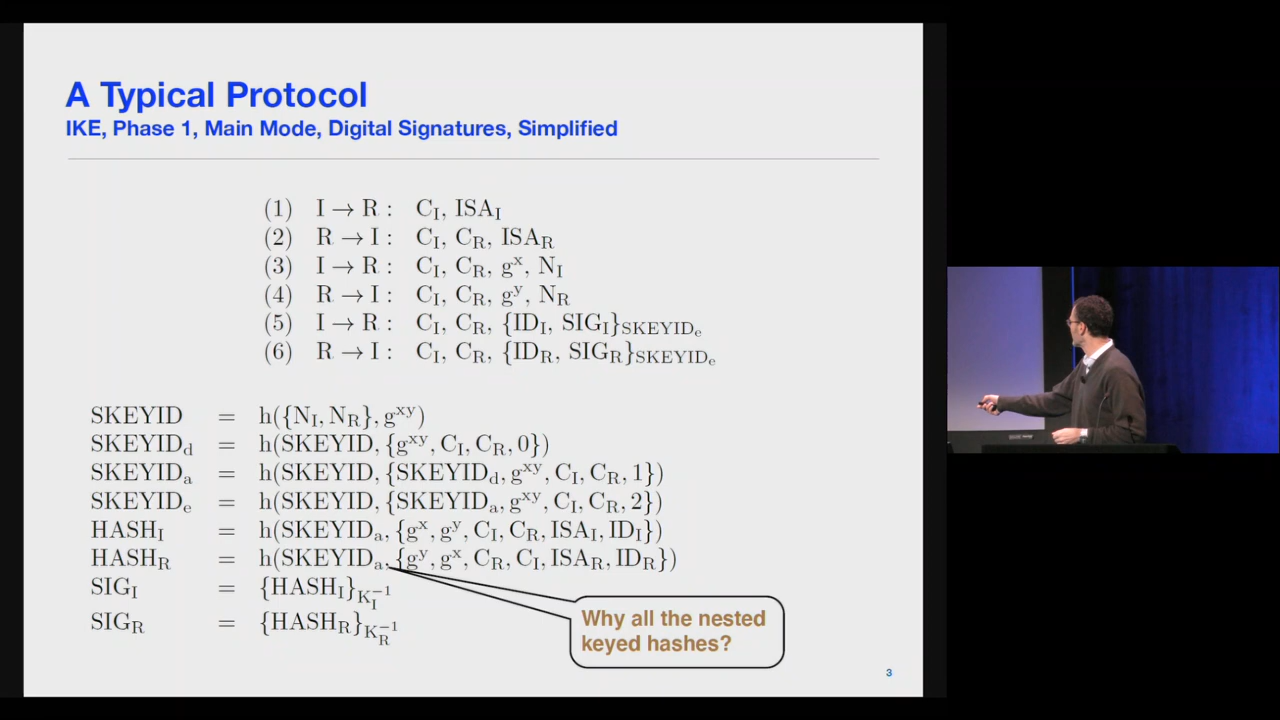 A Typical Protocol
IKE, Phase 1, Main Mode, Digital Signatures, Simplified
(1) I → R : C_I, ISA_I
(2) R → I : C_I, C_R, ISA_R
(3) I → R : C_I, C_R, g^x, N_I
(4) R → I : C_I, C_R, g^y, N_R
(5) I → R : C_I, C_R, {ID_I, SIG_I}_SKEYID_e
(6) R → I : C_I, C_R, {ID_R, SIG_R}_SKEYID_e
SKEYID = h({N_I, N_R}, g^xy)
SKEYID_d = h(SKEYID, {g^xy, C_I, C_R, 0})
SKEYID_a = h(SKEYID, {SKEYID_d, g^xy, C_I, C_R, 1})
SKEYID_e = h(SKEYID, {SKEYID_a, g^xy, C_I, C_R, 2})
HASH_I = h(SKEYID_a, {g^x, g^y, C_I, C_R, ISA_I, ID_I})
HASH_R = h(SKEYID_a, {g^y, g^x, C_R, C_I, ISA_R, ID_R})
SIG_I = {HASH_I}_K_I^−1
SIG_R = {HASH_R}_K_R^−1
Why all the nested
keyed hashes?
3